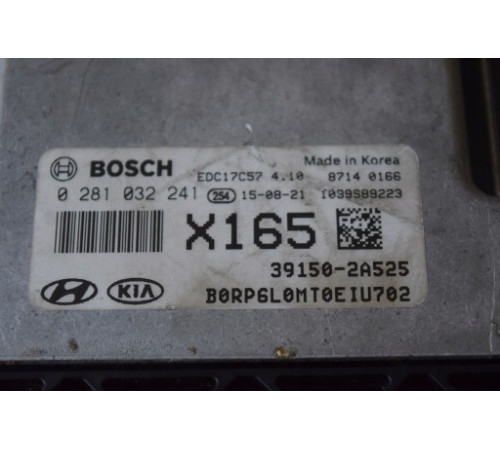 BOSCH EDC17C57 4.10 Made in Korea
8714 0166
0 281 032 241 254 15-08-21 1039S89223
X165
39150-2A525
HYUNDAI KIA B0RP6L0MT0EIU702